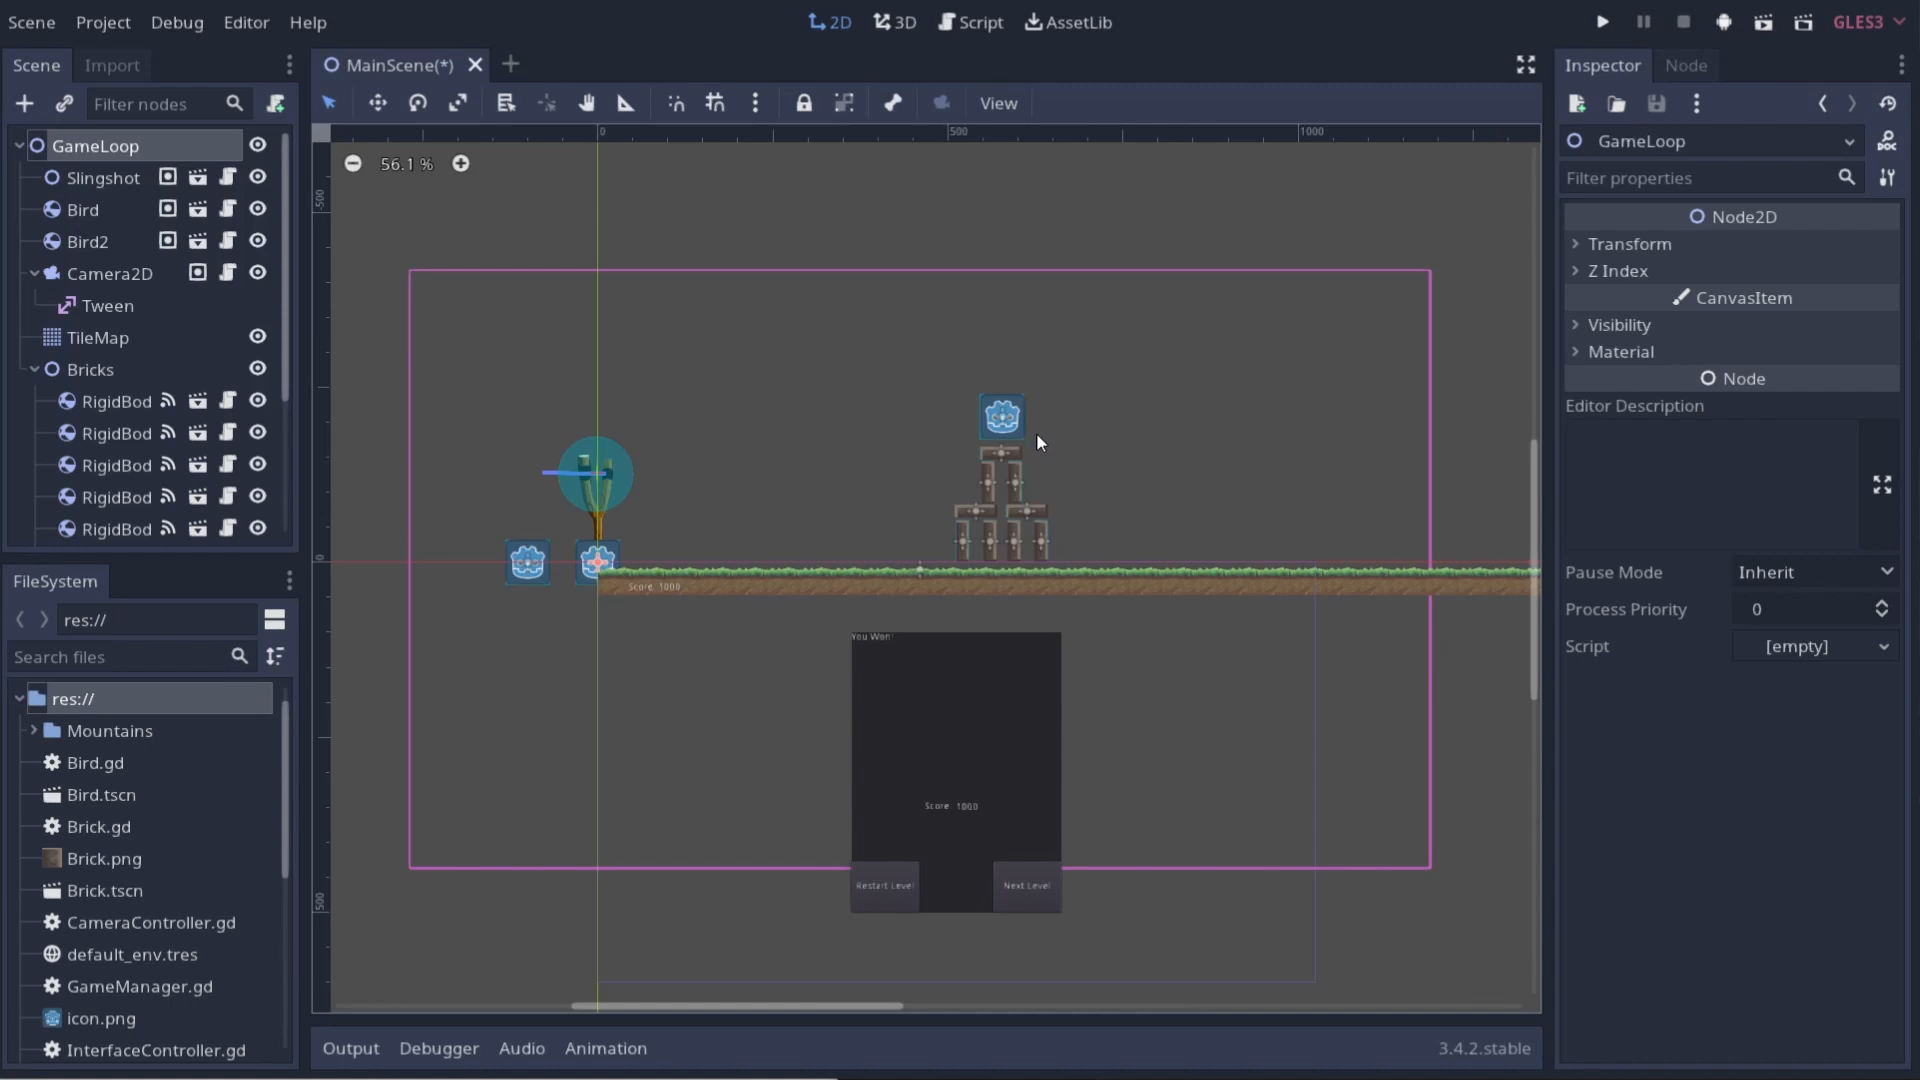 Scene Project Debug Editor Help
2D 3D Script AssetLib
GLES3
Scene Import
MainScene(*)
Inspector Node
Filter nodes
View
GameLoop
Slingshot
Bird
Bird2
Camera2D
Tween
TileMap
Bricks
RigidBod
RigidBod
RigidBod
RigidBod
RigidBod
FileSystem
res://
Search files
res://
Mountains
Bird.gd
Bird.tscn
Brick.gd
Brick.png
Brick.tscn
CameraController.gd
default_env.tres
GameManager.gd
icon.png
InterfaceController.gd
0 500 1000
500
0
500
56.1 %
Score 1000
You Won!
Score 1000
Restart Level Next Level
Output Debugger Audio Animation
3.4.2.stable
GameLoop
DOC
Filter properties
Node2D
Transform
Z Index
CanvasItem
Visibility
Material
Node
Editor Description
Pause Mode Inherit
Process Priority 0
Script [empty]